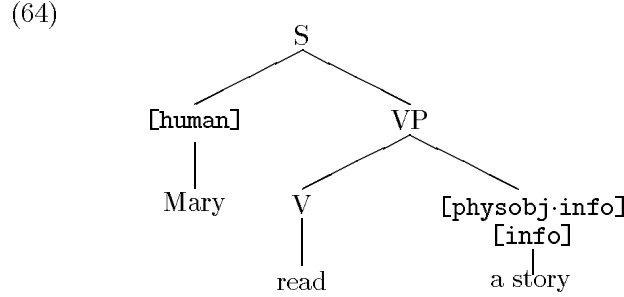 (64)
S
[human] VP
Mary V [physobj·info]
[info]
read a story